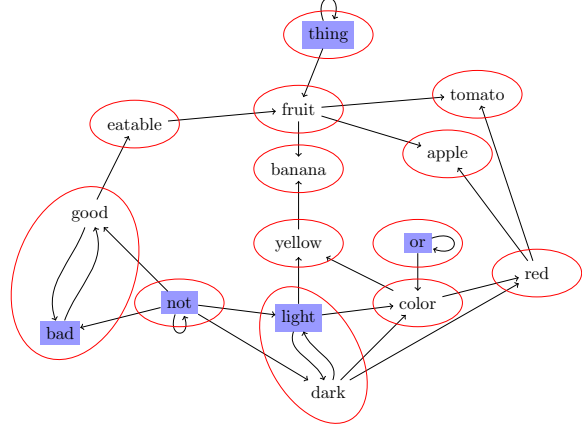 thing
tomato
fruit
eatable
apple
banana
good
yellow
or
red
not
color
light
bad
dark